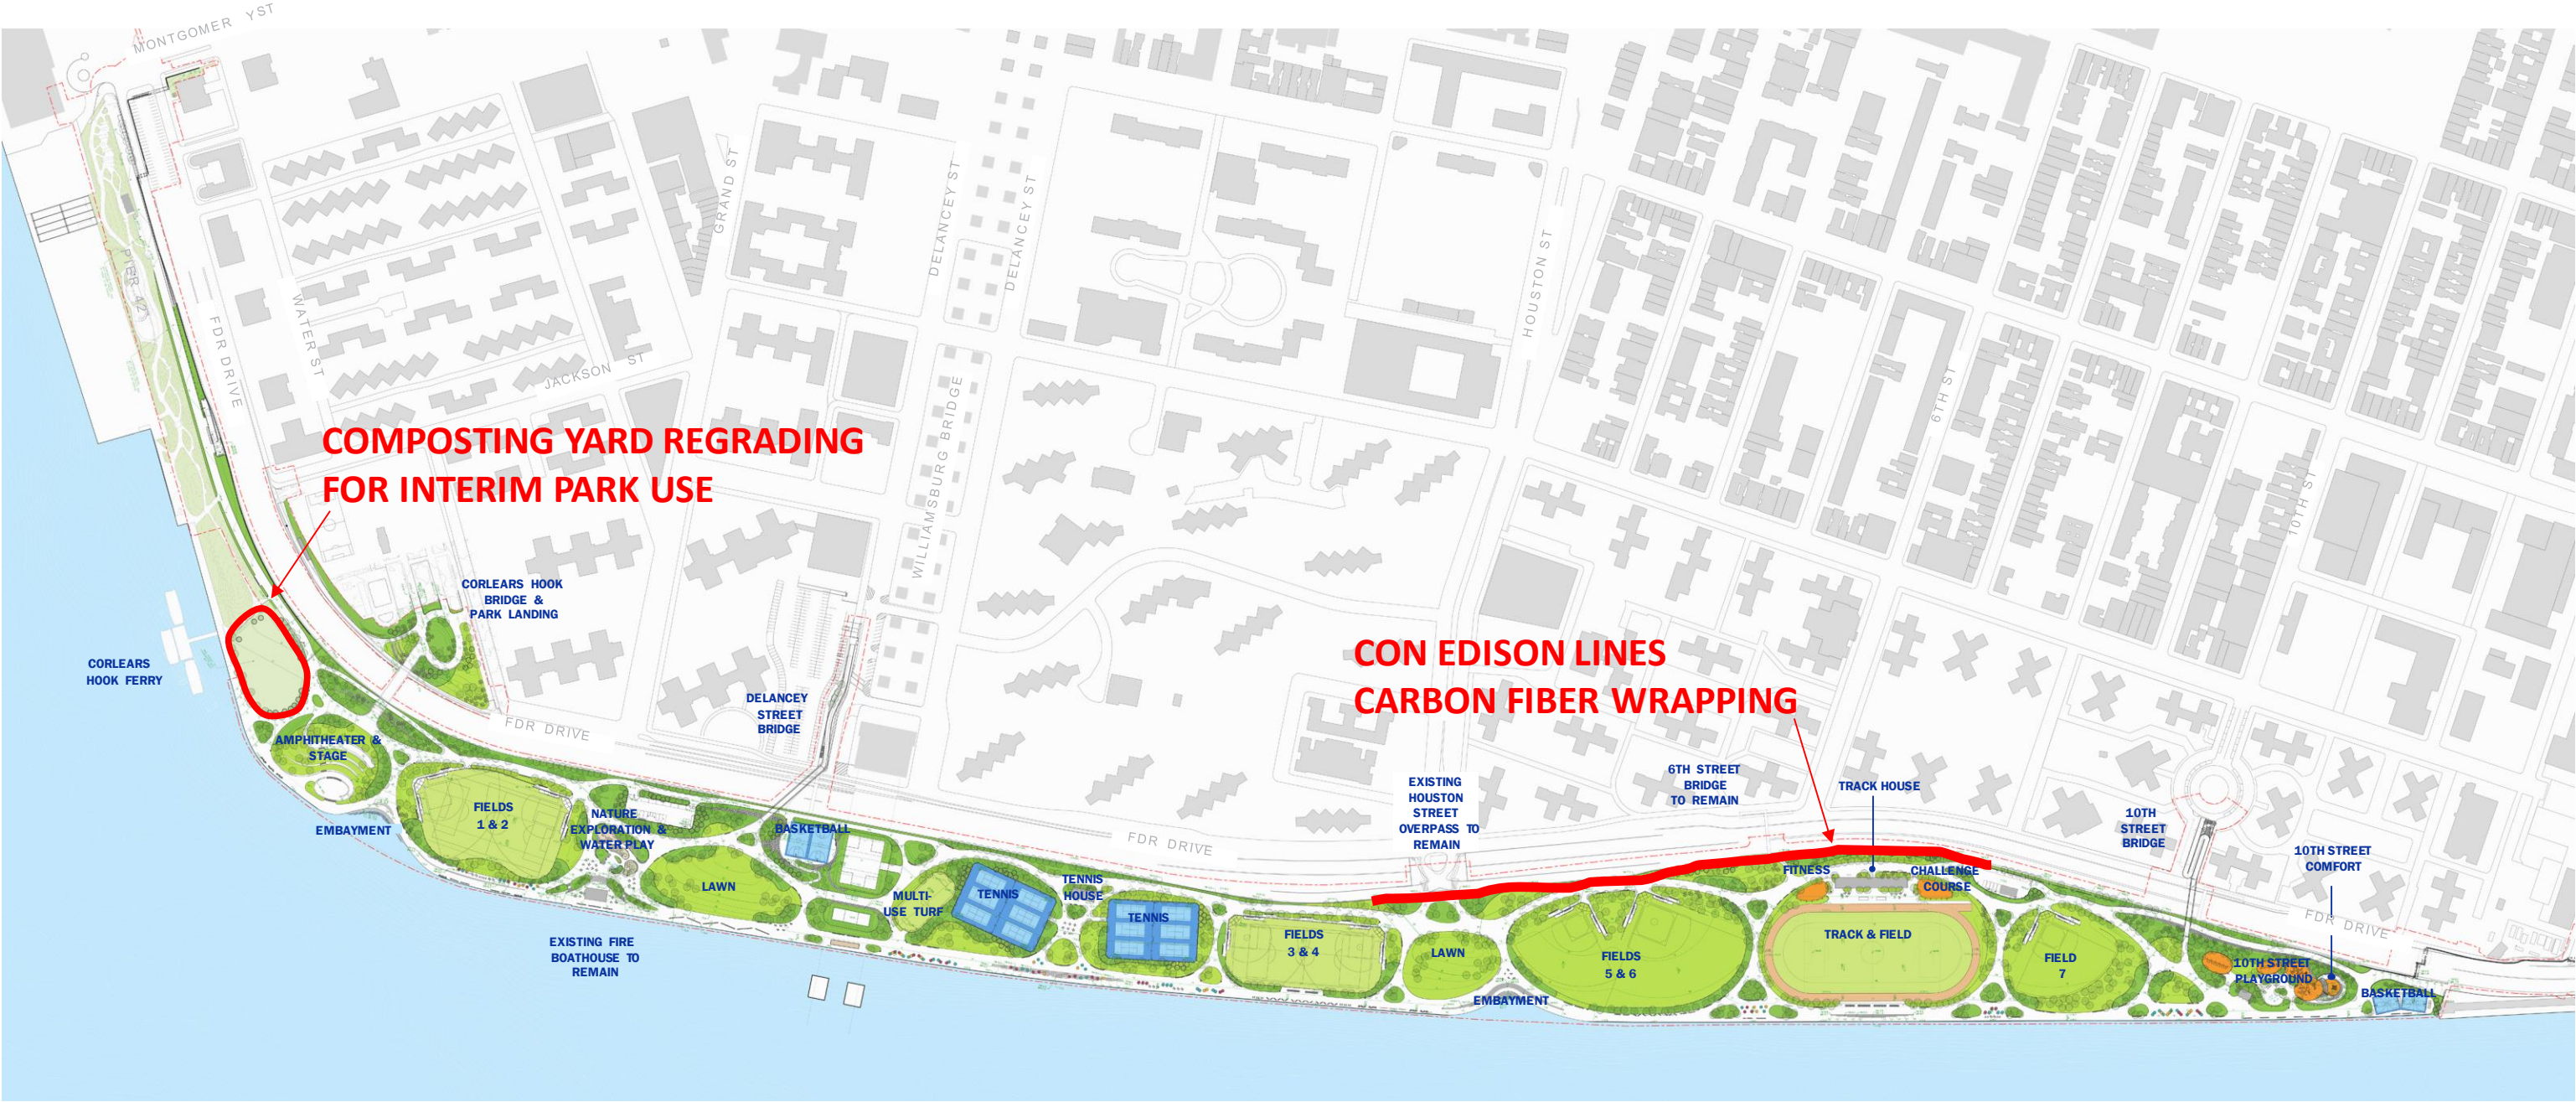 MONTGOMER YST
PIER 42
FDR DRIVE
WATER ST
JACKSON ST
GRAND ST
DELANCEY ST
DELANCEY ST
WILLIAMSBURG BRIDGE
HOUSTON ST
6TH ST
10TH ST
COMPOSTING YARD REGRADING
FOR INTERIM PARK USE
CORLEARS HOOK
BRIDGE &
PARK LANDING
CORLEARS
HOOK FERRY
CON EDISON LINES
CARBON FIBER WRAPPING
DELANCEY
STREET
BRIDGE
FDR DRIVE
AMPHITHEATER &
STAGE
EMBAYMENT
FIELDS
1 & 2
NATURE
EXPLORATION &
WATER PLAY
BASKETBALL
LAWN
EXISTING FIRE
BOATHOUSE TO
REMAIN
MULTI-
USE TURF
TENNIS
TENNIS
HOUSE
TENNIS
FDR DRIVE
FIELDS
3 & 4
EXISTING
HOUSTON
STREET
OVERPASS TO
REMAIN
LAWN
EMBAYMENT
6TH STREET
BRIDGE
TO REMAIN
FIELDS
5 & 6
TRACK HOUSE
FITNESS
CHALLENGE
COURSE
TRACK & FIELD
FIELD
7
10TH
STREET
BRIDGE
10TH STREET
COMFORT
FDR DRIVE
10TH STREET
PLAYGROUND
BASKETBALL